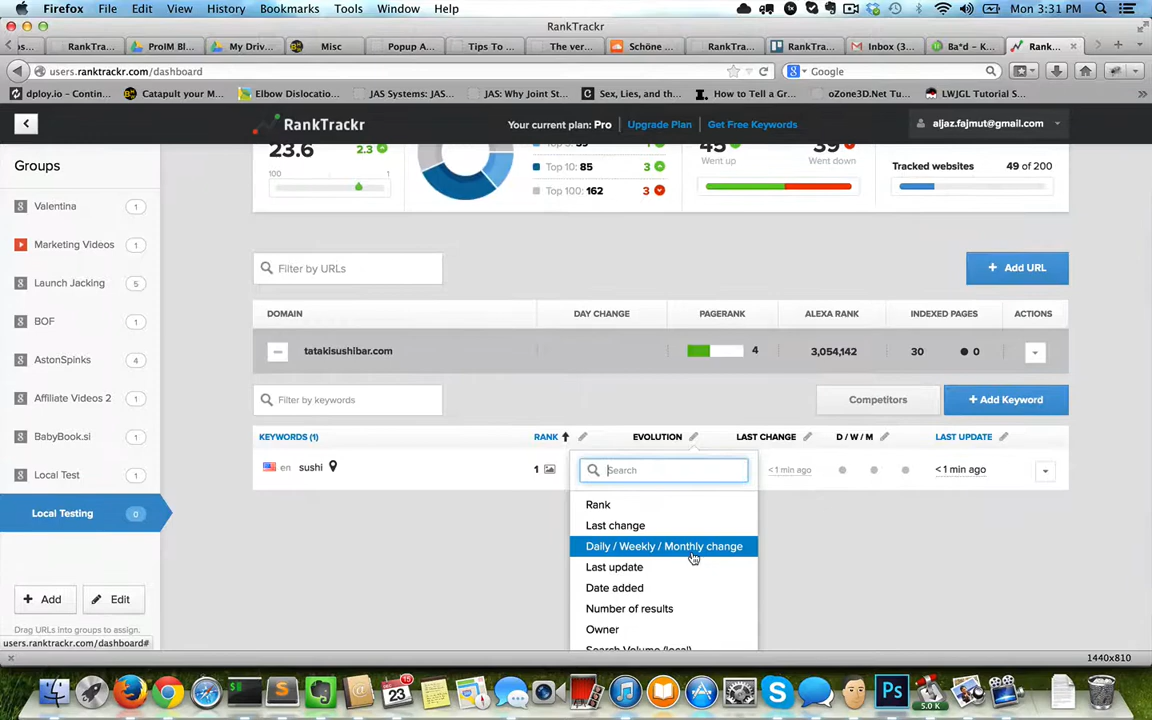 Firefox File Edit View History Bookmarks Tools Window Help Mon 3:31 PM
RankTrackr
os... RankTra... ProIM Bl... My Driv... Misc Popup A... Tips To ... The ver... Schöne ... RankTra... RankTra... Inbox (3... Ba*d – K... Rank...
users.ranktrackr.com/dashboard Google
dploy.io – Contin... Catapult your M... Elbow Dislocatio... JAS Systems: JAS... JAS: Why Joint St... Sex, Lies, and th... How to Tell a Gr... oZone3D.Net Tu... LWJGL Tutorial S...
RankTrackr Your current plan: Pro Upgrade Plan Get Free Keywords aljaz.fajmut@gmail.com
Groups
Valentina 1
Marketing Videos 1
Launch Jacking 5
BOF 1
AstonSpinks 4
Affiliate Videos 2 1
BabyBook.si 1
Local Test 1
Local Testing 0
Add Edit
Drag URLs into groups to assign.
users.ranktrackr.com/dashboard#
23.6 2.3
100 1
Top 10: 85 3
Top 100: 162 3
Went up Went down
Tracked websites 49 of 200
Filter by URLs + Add URL
DOMAIN DAY CHANGE PAGERANK ALEXA RANK INDEXED PAGES ACTIONS
tatakisushibar.com 4 3,054,142 30 0
Filter by keywords Competitors + Add Keyword
KEYWORDS (1) RANK EVOLUTION LAST CHANGE D / W / M LAST UPDATE
en sushi 1 < 1 min ago < 1 min ago
Search
Rank
Last change
Daily / Weekly / Monthly change
Last update
Date added
Number of results
Owner
Search Volume (local)
1440x810
23
15
Ps
5.0 K